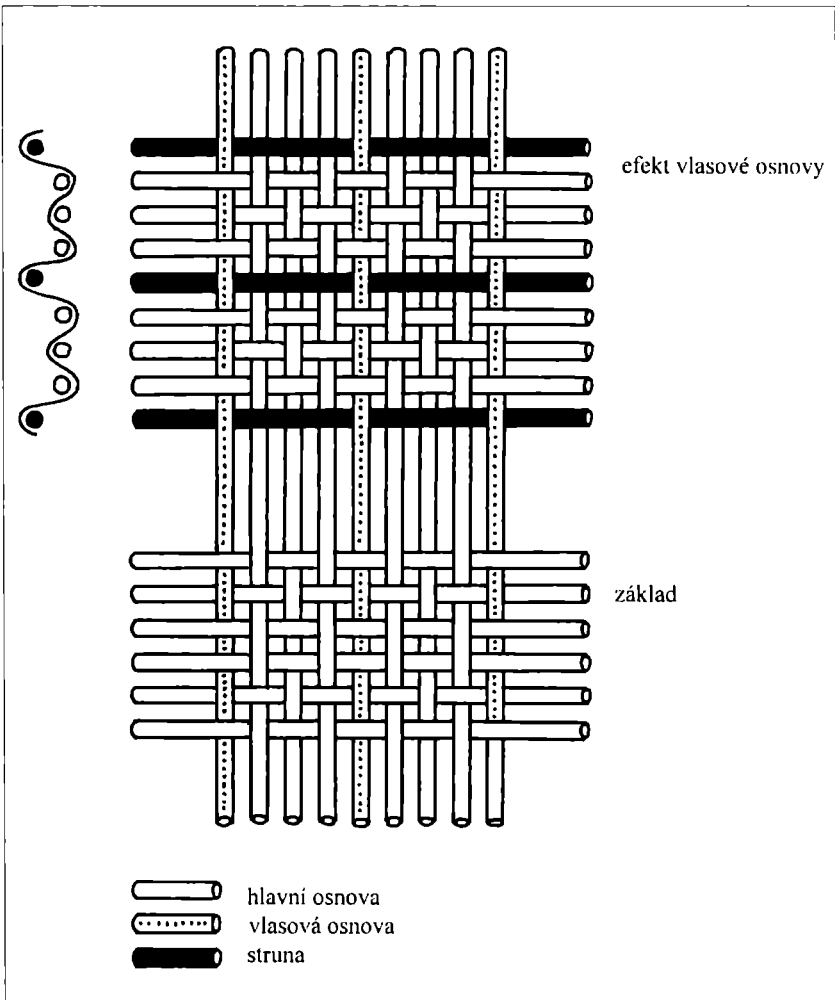 efekt vlasové osnovy
základ
hlavní osnova
vlasová osnova
struna